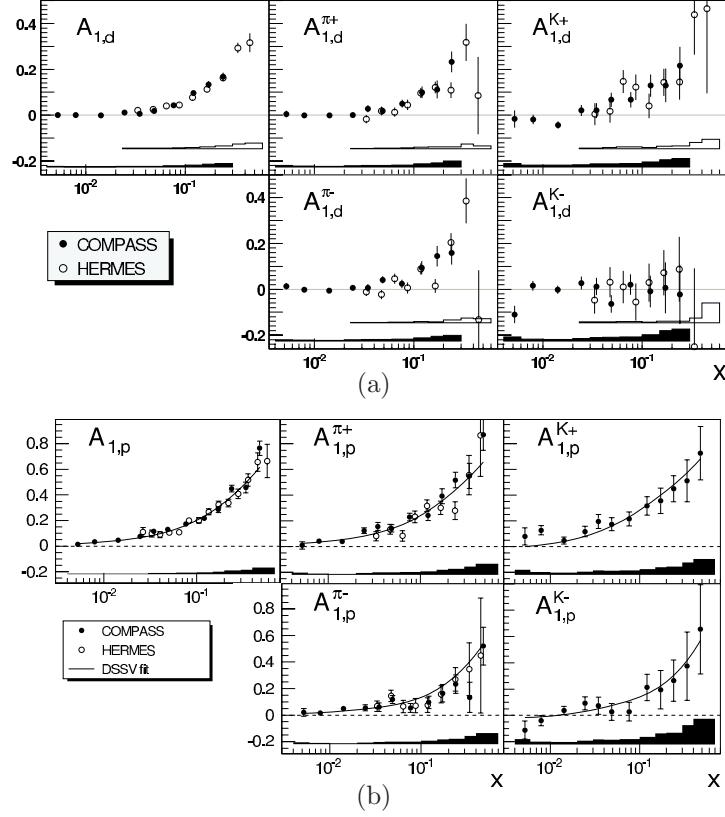 A1,d
Aπ+1,d
AK+1,d
0.4
0.2
0
-0.2
10-2
10-1
Aπ-1,d
AK-1,d
0.4
0.2
0
-0.2
COMPASS
HERMES
10-2
10-1
10-2
10-1
X
(a)
A1,p
Aπ+1,p
AK+1,p
0.8
0.6
0.4
0.2
0
-0.2
10-2
10-1
Aπ-1,p
AK-1,p
0.8
0.6
0.4
0.2
0
-0.2
COMPASS
HERMES
DSSV fit
10-2
10-1
10-2
10-1
X
X
(b)